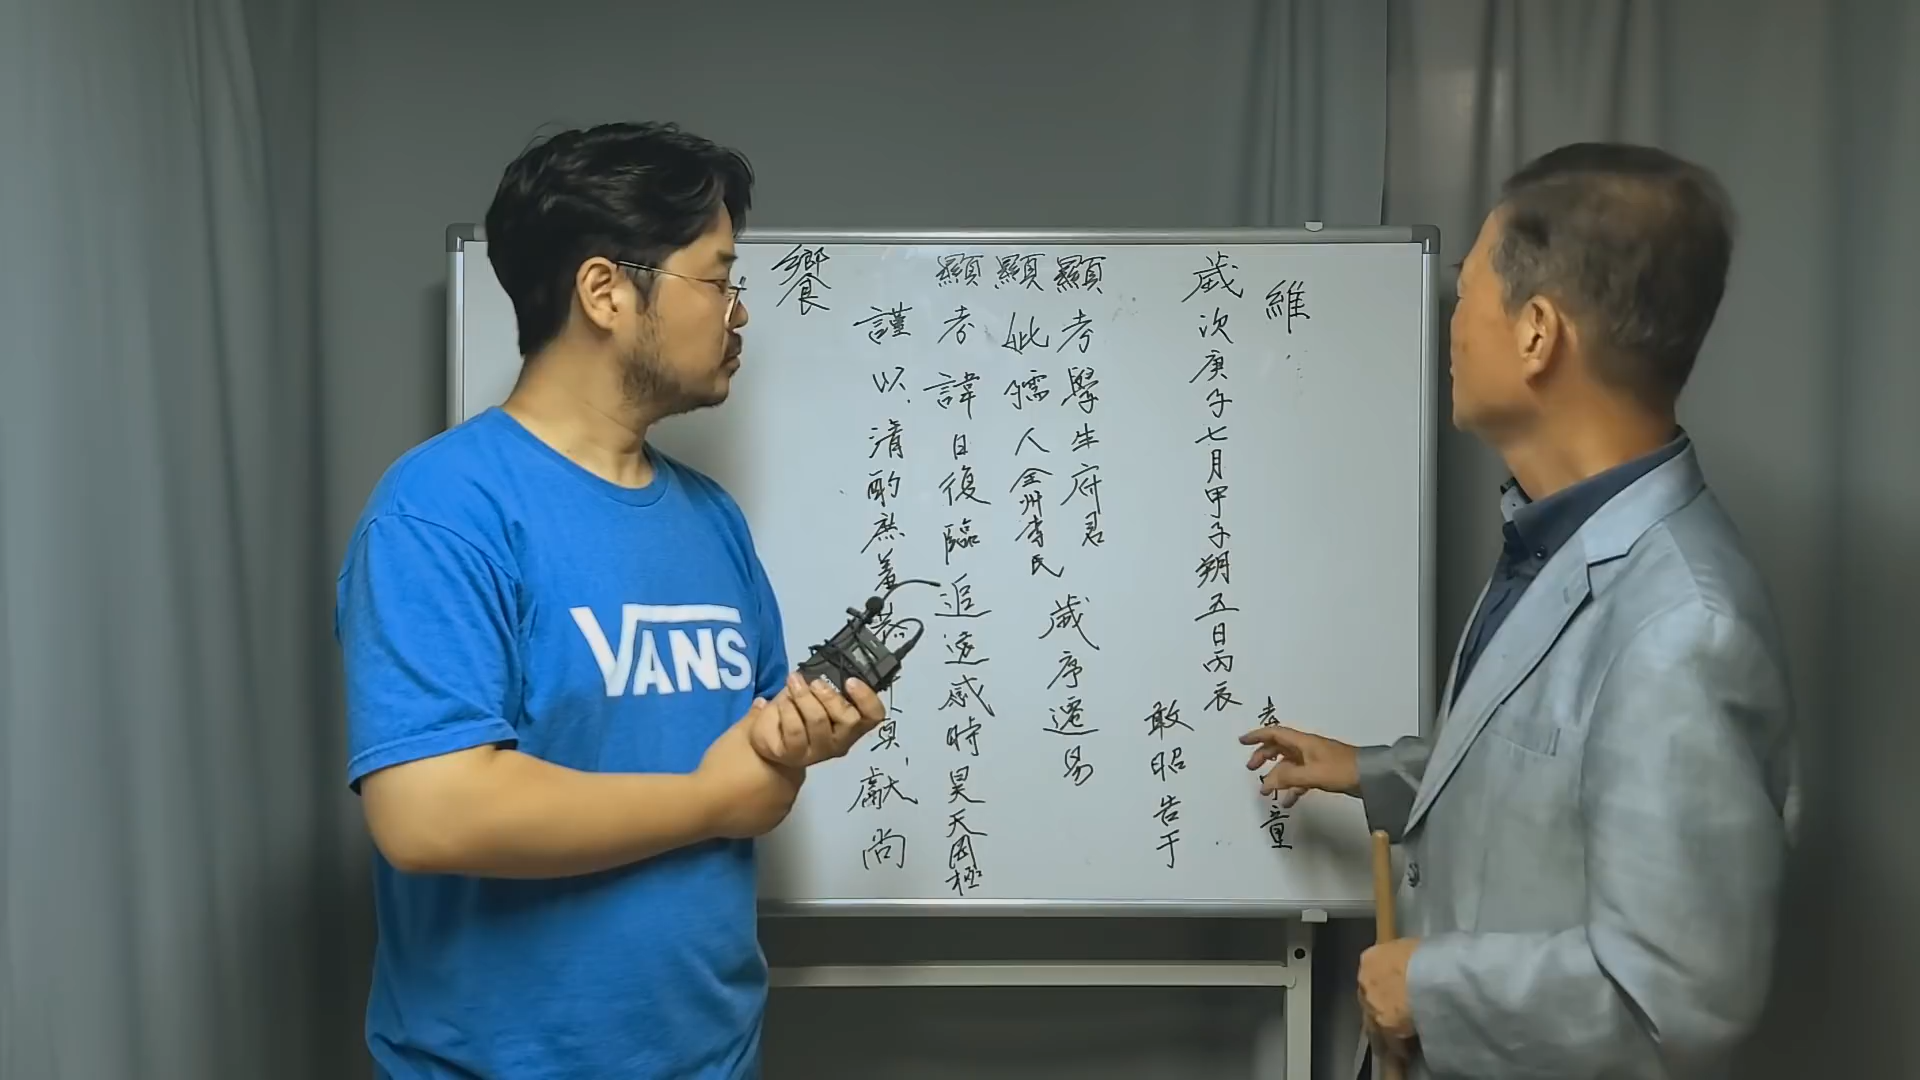 維 孝 童
歲次庚子七月甲子朔五日丙辰
敢昭告于
顯考學生府君
顯妣孺人全州李氏 歲序遷易
顯考諱日復臨追遠感時昊天罔極
謹以清酌庶羞 奠獻尚
饗
VANS